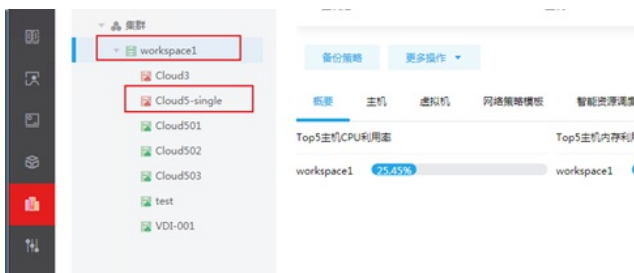 集群
workspace1
Cloud3
Cloud5-single
Cloud501
Cloud502
Cloud503
test
VDI-001
备份策略 更多操作
概要 主机 虚拟机 网络策略模板 智能资源调度
Top5主机CPU利用率 Top5主机内存利用
workspace1 25.45% workspace1